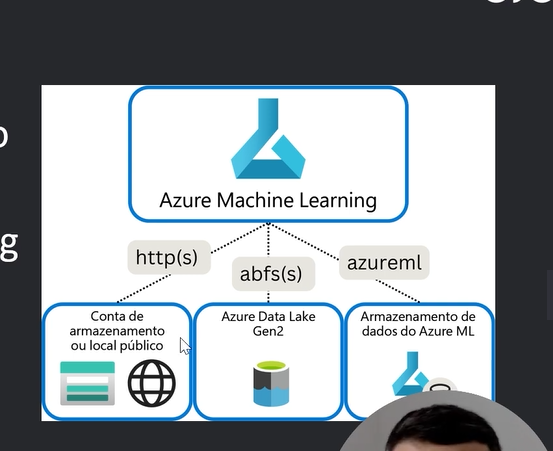 Azure Machine Learning
http(s)
abfs(s)
azureml
Conta de
armazenamento
ou local público
Azure Data Lake
Gen2
Armazenamento de
dados do Azure ML